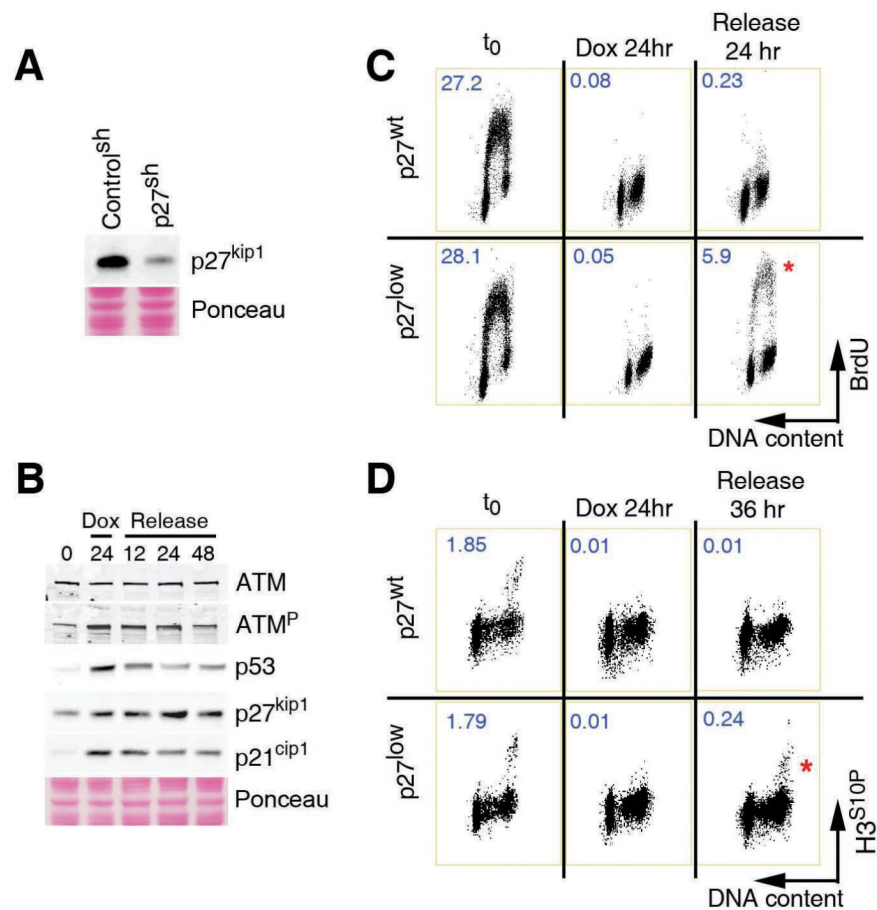 A
Control^sh
p27^sh
p27^kip1
Ponceau
B
Dox
Release
0 24 12 24 48
ATM
ATM^P
p53
p27^kip1
p21^cip1
Ponceau
C
t₀
Dox 24hr
Release
24 hr
p27^wt
27.2
0.08
0.23
p27^low
28.1
0.05
5.9
*
BrdU
DNA content
D
t₀
Dox 24hr
Release
36 hr
p27^wt
1.85
0.01
0.01
p27^low
1.79
0.01
0.24
*
H3^S10P
DNA content